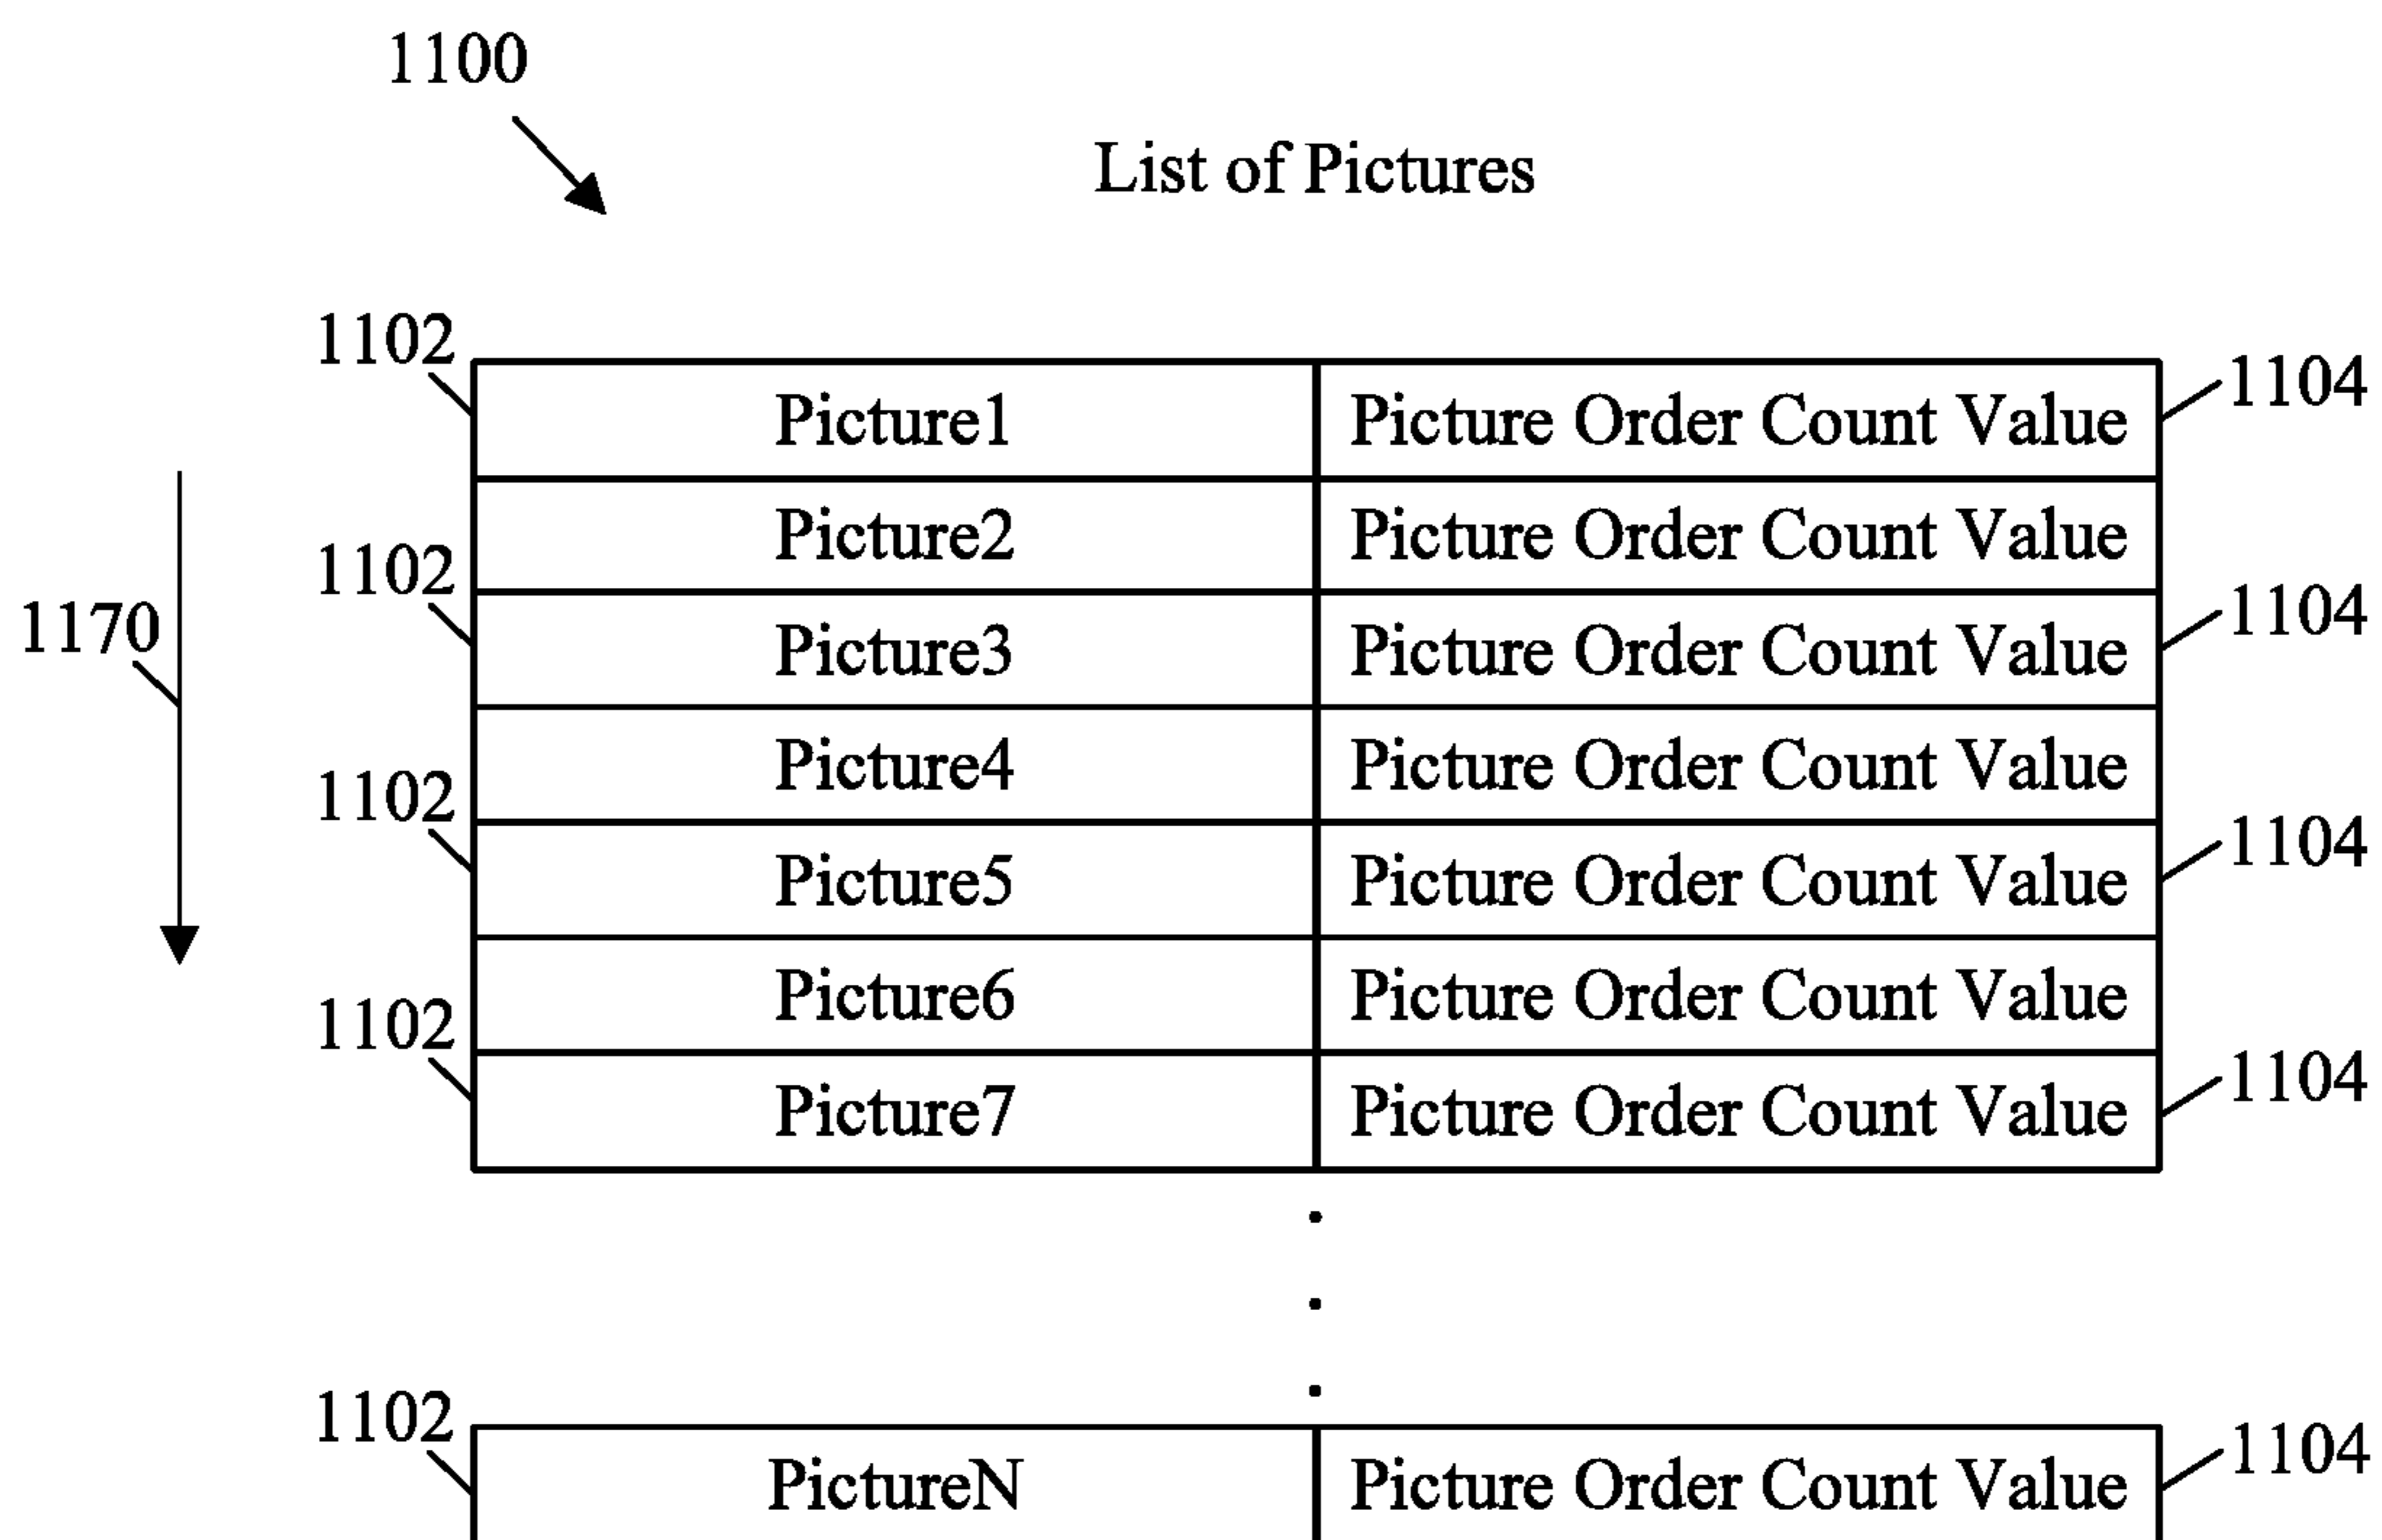 1100
List of Pictures
1102
Picture1 Picture Order Count Value 1104
Picture2 Picture Order Count Value
1102
1170
Picture3 Picture Order Count Value 1104
Picture4 Picture Order Count Value
1102
Picture5 Picture Order Count Value 1104
Picture6 Picture Order Count Value
1102
Picture7 Picture Order Count Value 1104
.
.
.
1102
PictureN Picture Order Count Value 1104